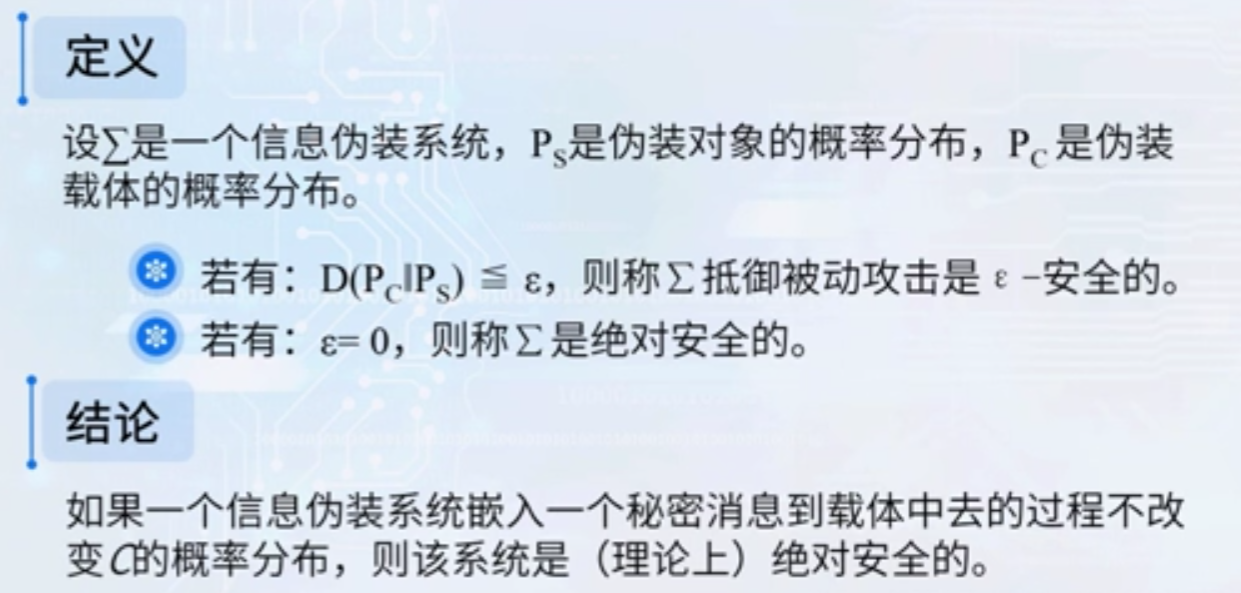 定义
设∑是一个信息伪装系统，PS是伪装对象的概率分布，PC是伪装
载体的概率分布。
若有：D(PC‖PS) ≦ ε，则称∑抵御被动攻击是 ε -安全的。
若有：ε= 0，则称∑是绝对安全的。
结论
如果一个信息伪装系统嵌入一个秘密消息到载体中去的过程不改
变C的概率分布，则该系统是（理论上）绝对安全的。